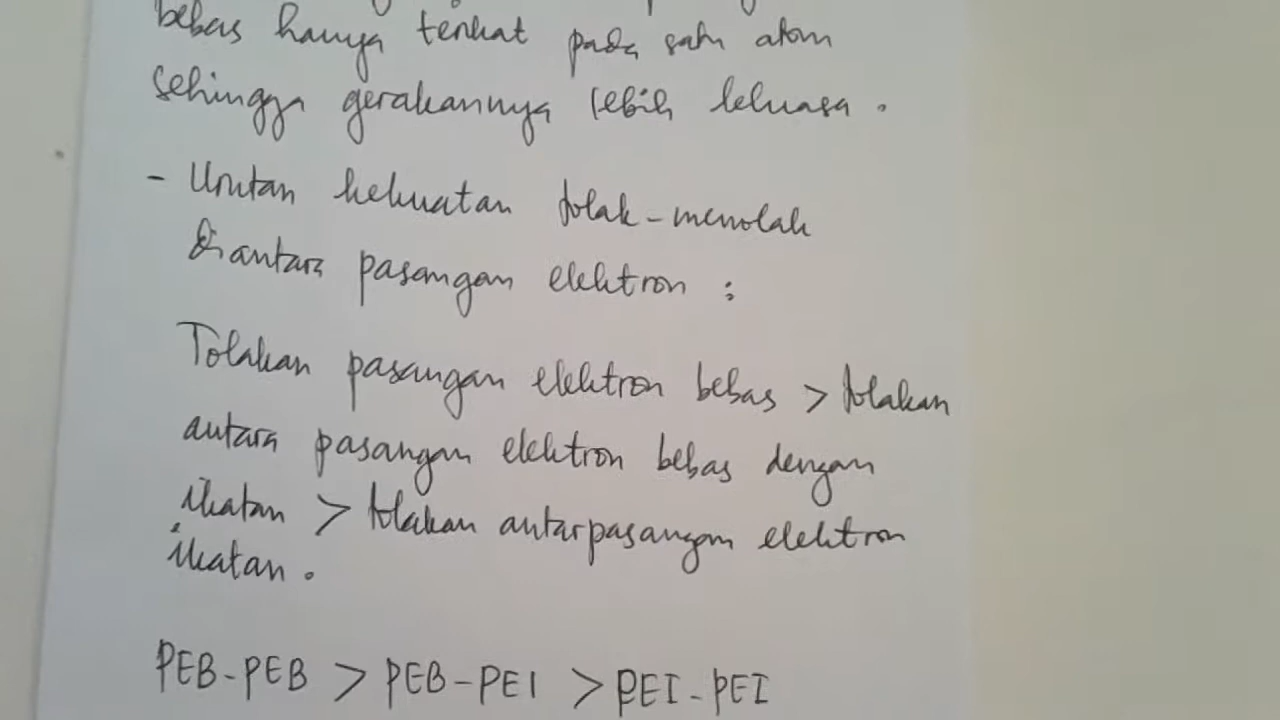 bebas hanya terikat pada satu atom
sehingga gerakannya lebih leluasa.
- Urutan kekuatan tolak-menolak
diantara pasangan elektron :
Tolakan pasangan elektron bebas > tolakan
antara pasangan elektron bebas dengan
ikatan > tolakan antarpasangan elektron
ikatan.
PEB-PEB > PEB-PEI > PEI-PEI